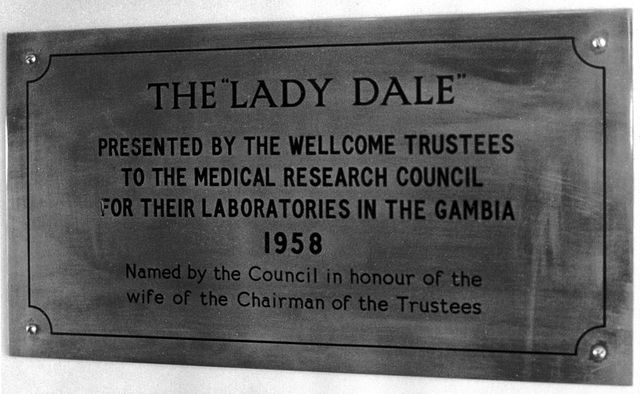 THE "LADY DALE"
PRESENTED BY THE WELLCOME TRUSTEES
TO THE MEDICAL RESEARCH COUNCIL
FOR THEIR LABORATORIES IN THE GAMBIA
1958
Named by the Council in honour of the
wife of the Chairman of the Trustees